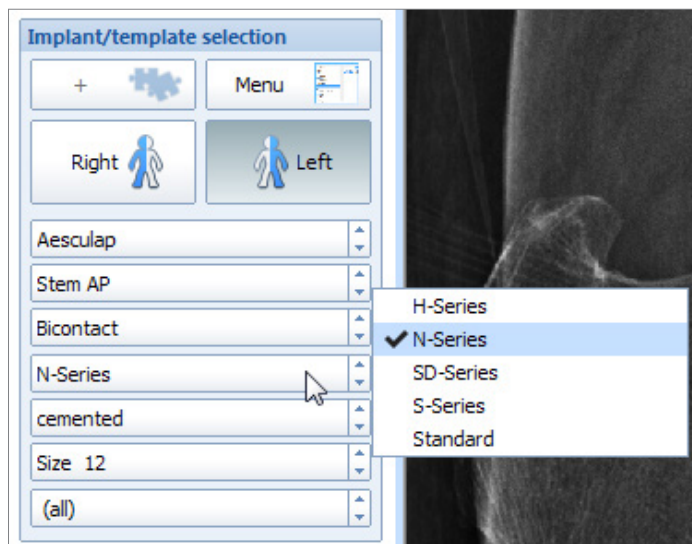 Implant/template selection
+
Menu
Right
Left
Aesculap
Stem AP
Bicontact
N-Series
cemented
Size 12
(all)
H-Series
N-Series
SD-Series
S-Series
Standard